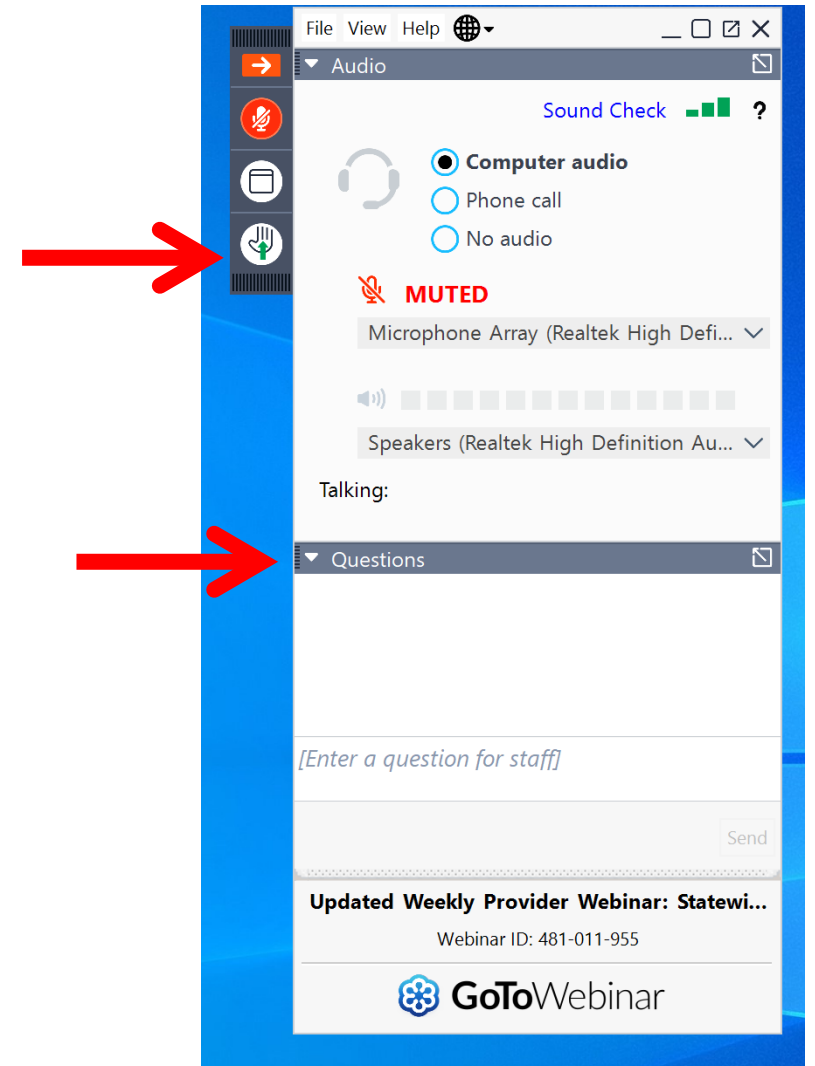 File View Help
Audio
Sound Check ?
Computer audio
Phone call
No audio
MUTED
Microphone Array (Realtek High Defi...
Speakers (Realtek High Definition Au...
Talking:
Questions
[Enter a question for staff]
Send
Updated Weekly Provider Webinar: Statewi...
Webinar ID: 481-011-955
GoToWebinar